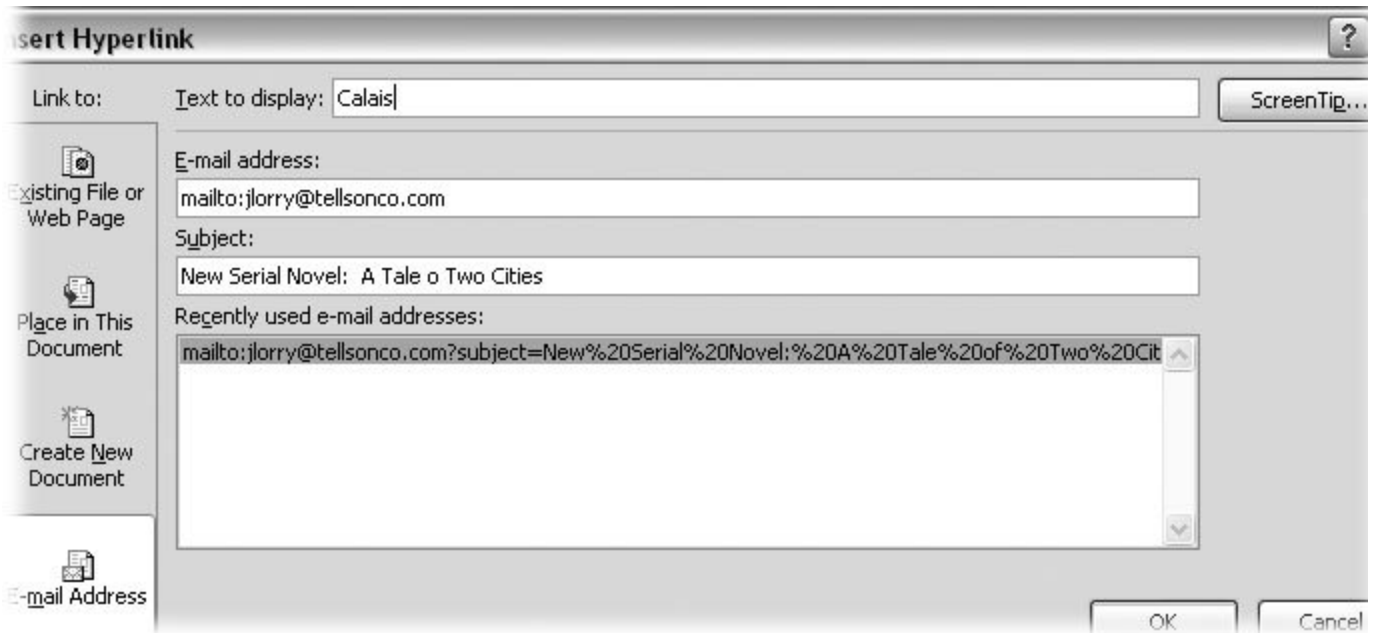 nsert Hyperlink
?
Link to:
Text to display: Calais
ScreenTip...
Existing File or
Web Page
E-mail address:
mailto:jlorry@tellsonco.com
Subject:
New Serial Novel:  A Tale o Two Cities
Place in This
Document
Recently used e-mail addresses:
mailto:jlorry@tellsonco.com?subject=New%20Serial%20Novel:%20A%20Tale%20of%20Two%20Cit
Create New
Document
E-mail Address
OK
Cancel